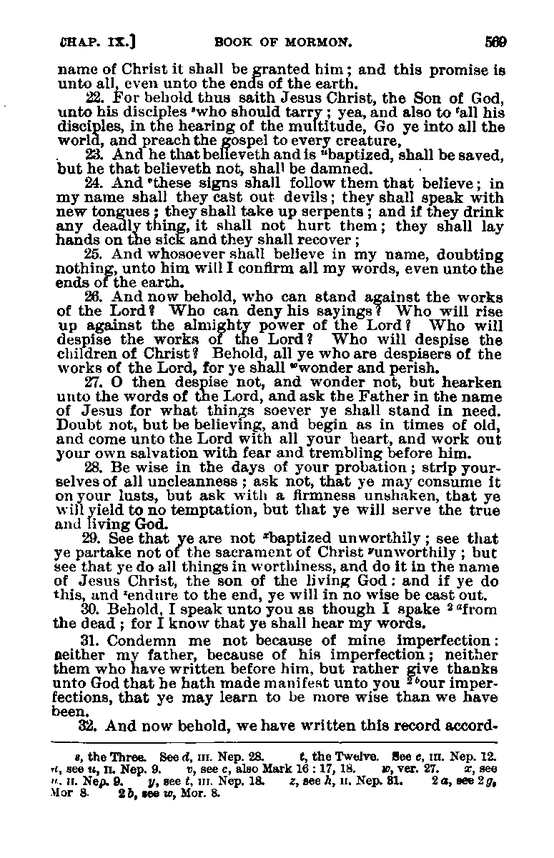 CHAP. IX.] BOOK OF MORMON. 569
name of Christ it shall be granted him; and this promise is
unto all, even unto the ends of the earth.
22. For behold thus saith Jesus Christ, the Son of God,
unto his disciples ˢwho should tarry; yea, and also to ᵗall his
disciples, in the hearing of the multitude, Go ye into all the
world, and preach the gospel to every creature,
23. And he that believeth and is ᵘbaptized, shall be saved,
but he that believeth not, shall be damned.
24. And ᵛthese signs shall follow them that believe; in
my name shall they cast out devils; they shall speak with
new tongues; they shall take up serpents; and if they drink
any deadly thing, it shall not hurt them; they shall lay
hands on the sick and they shall recover;
25. And whosoever shall believe in my name, doubting
nothing, unto him will I confirm all my words, even unto the
ends of the earth.
26. And now behold, who can stand against the works
of the Lord? Who can deny his sayings? Who will rise
up against the almighty power of the Lord? Who will
despise the works of the Lord? Who will despise the
children of Christ? Behold, all ye who are despisers of the
works of the Lord, for ye shall ʷwonder and perish.
27. O then despise not, and wonder not, but hearken
unto the words of the Lord, and ask the Father in the name
of Jesus for what things soever ye shall stand in need.
Doubt not, but be believing, and begin as in times of old,
and come unto the Lord with all your heart, and work out
your own salvation with fear and trembling before him.
28. Be wise in the days of your probation; strip your-
selves of all uncleanness; ask not, that ye may consume it
on your lusts, but ask with a firmness unshaken, that ye
will yield to no temptation, but that ye will serve the true
and living God.
29. See that ye are not ˣbaptized unworthily; see that
ye partake not of the sacrament of Christ ʸunworthily; but
see that ye do all things in worthiness, and do it in the name
of Jesus Christ, the son of the living God: and if ye do
this, and ᶻendure to the end, ye will in no wise be cast out.
30. Behold, I speak unto you as though I spake ²ᵃfrom
the dead; for I know that ye shall hear my words.
31. Condemn me not because of mine imperfection:
neither my father, because of his imperfection; neither
them who have written before him, but rather give thanks
unto God that he hath made manifest unto you ²ᵇour imper-
fections, that ye may learn to be more wise than we have
been.
32. And now behold, we have written this record accord-
s, the Three. See d, III. Nep. 28. t, the Twelve. See e, III. Nep. 12.
u, see u, II. Nep. 9. v, see c, also Mark 16: 17, 18. w, ver. 27. x, see
u. II. Nep. 9. y, see t, III. Nep. 18. z, see h, II. Nep. 31. 2a, see 2g,
Mor 8. 2b, see w, Mor. 8.